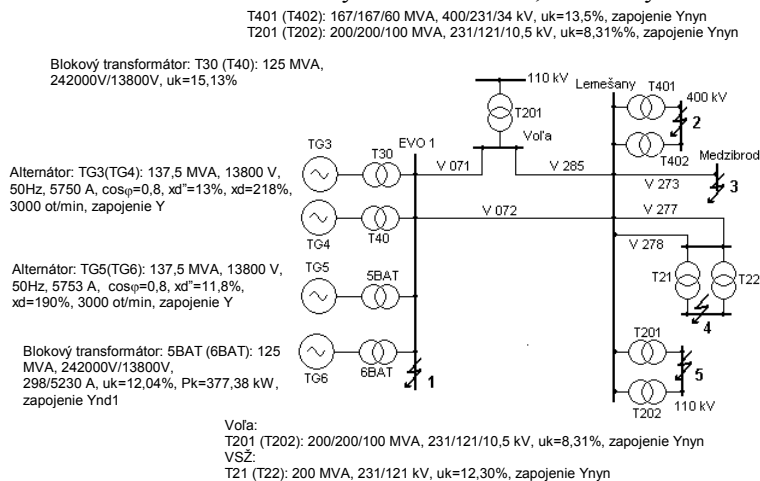 T401 (T402): 167/167/60 MVA, 400/231/34 kV, uk=13,5%, zapojenie Ynyn
T201 (T202): 200/200/100 MVA, 231/121/10,5 kV, uk=8,31%%, zapojenie Ynyn
Blokový transformátor: T30 (T40): 125 MVA,
242000V/13800V, uk=15,13%
110 kV
T201
Voľa
Lemešany
T401
400 kV
2
T402
Medzibrod
3
TG3
T30
EVO 1
V 071
V 285
V 273
Alternátor: TG3(TG4): 137,5 MVA, 13800 V,
50Hz, 5750 A, cosφ=0,8, xd"=13%, xd=218%,
3000 ot/min, zapojenie Y
TG4
T40
V 072
V 277
V 278
T21
T22
4
Alternátor: TG5(TG6): 137,5 MVA, 13800 V,
50Hz, 5753 A, cosφ=0,8, xd"=11,8%,
xd=190%, 3000 ot/min, zapojenie Y
TG5
5BAT
Blokový transformátor: 5BAT (6BAT): 125
MVA, 242000V/13800V,
298/5230 A, uk=12,04%, Pk=377,38 kW,
zapojenie Ynd1
TG6
6BAT
1
T201
5
T202
110 kV
Voľa:
T201 (T202): 200/200/100 MVA, 231/121/10,5 kV, uk=8,31%, zapojenie Ynyn
VSŽ:
T21 (T22): 200 MVA, 231/121 kV, uk=12,30%, zapojenie Ynyn